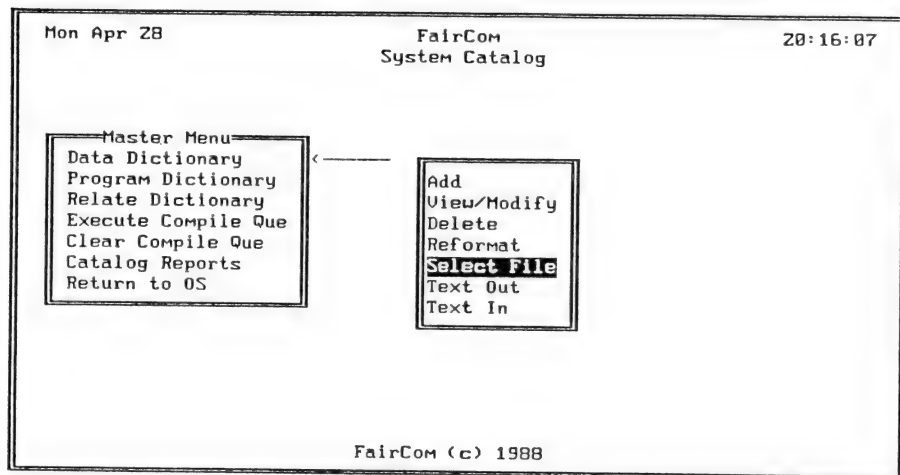 Mon Apr 28
FairCom
20:16:07
System Catalog
Master Menu
Data Dictionary
Program Dictionary
Relate Dictionary
Execute Compile Que
Clear Compile Que
Catalog Reports
Return to OS
<
Add
View/Modify
Delete
Reformat
Select File
Text Out
Text In
FairCom (c) 1988